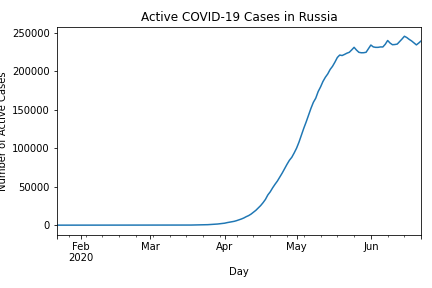 Active COVID-19 Cases in Russia
Number of Active Cases
250000
200000
150000
100000
50000
0
Feb Mar Apr May Jun
2020
Day